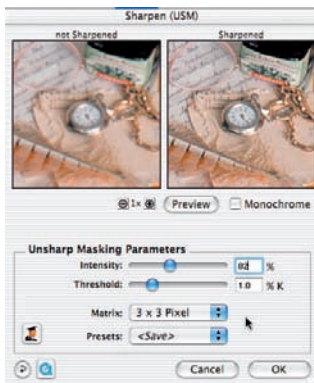 Sharpen (USM)
not Sharpened Sharpened
1x Preview Monochrome
Unsharp Masking Parameters
Intensity: 82 %
Threshold: 1.0 % K
Matrix: 3 x 3 Pixel
Presets: <Save>
Cancel OK